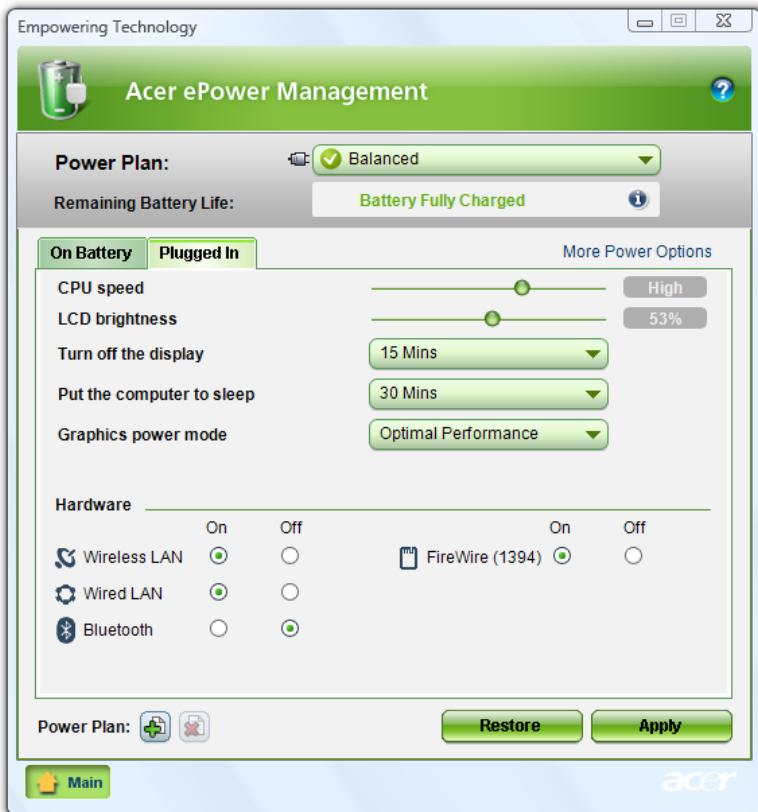 Empowering Technology
Acer ePower Management
Power Plan: Balanced
Remaining Battery Life: Battery Fully Charged
On Battery Plugged In More Power Options
CPU speed High
LCD brightness 53%
Turn off the display 15 Mins
Put the computer to sleep 30 Mins
Graphics power mode Optimal Performance
Hardware
On Off On Off
Wireless LAN FireWire (1394)
Wired LAN
Bluetooth
Power Plan: Restore Apply
Main acer